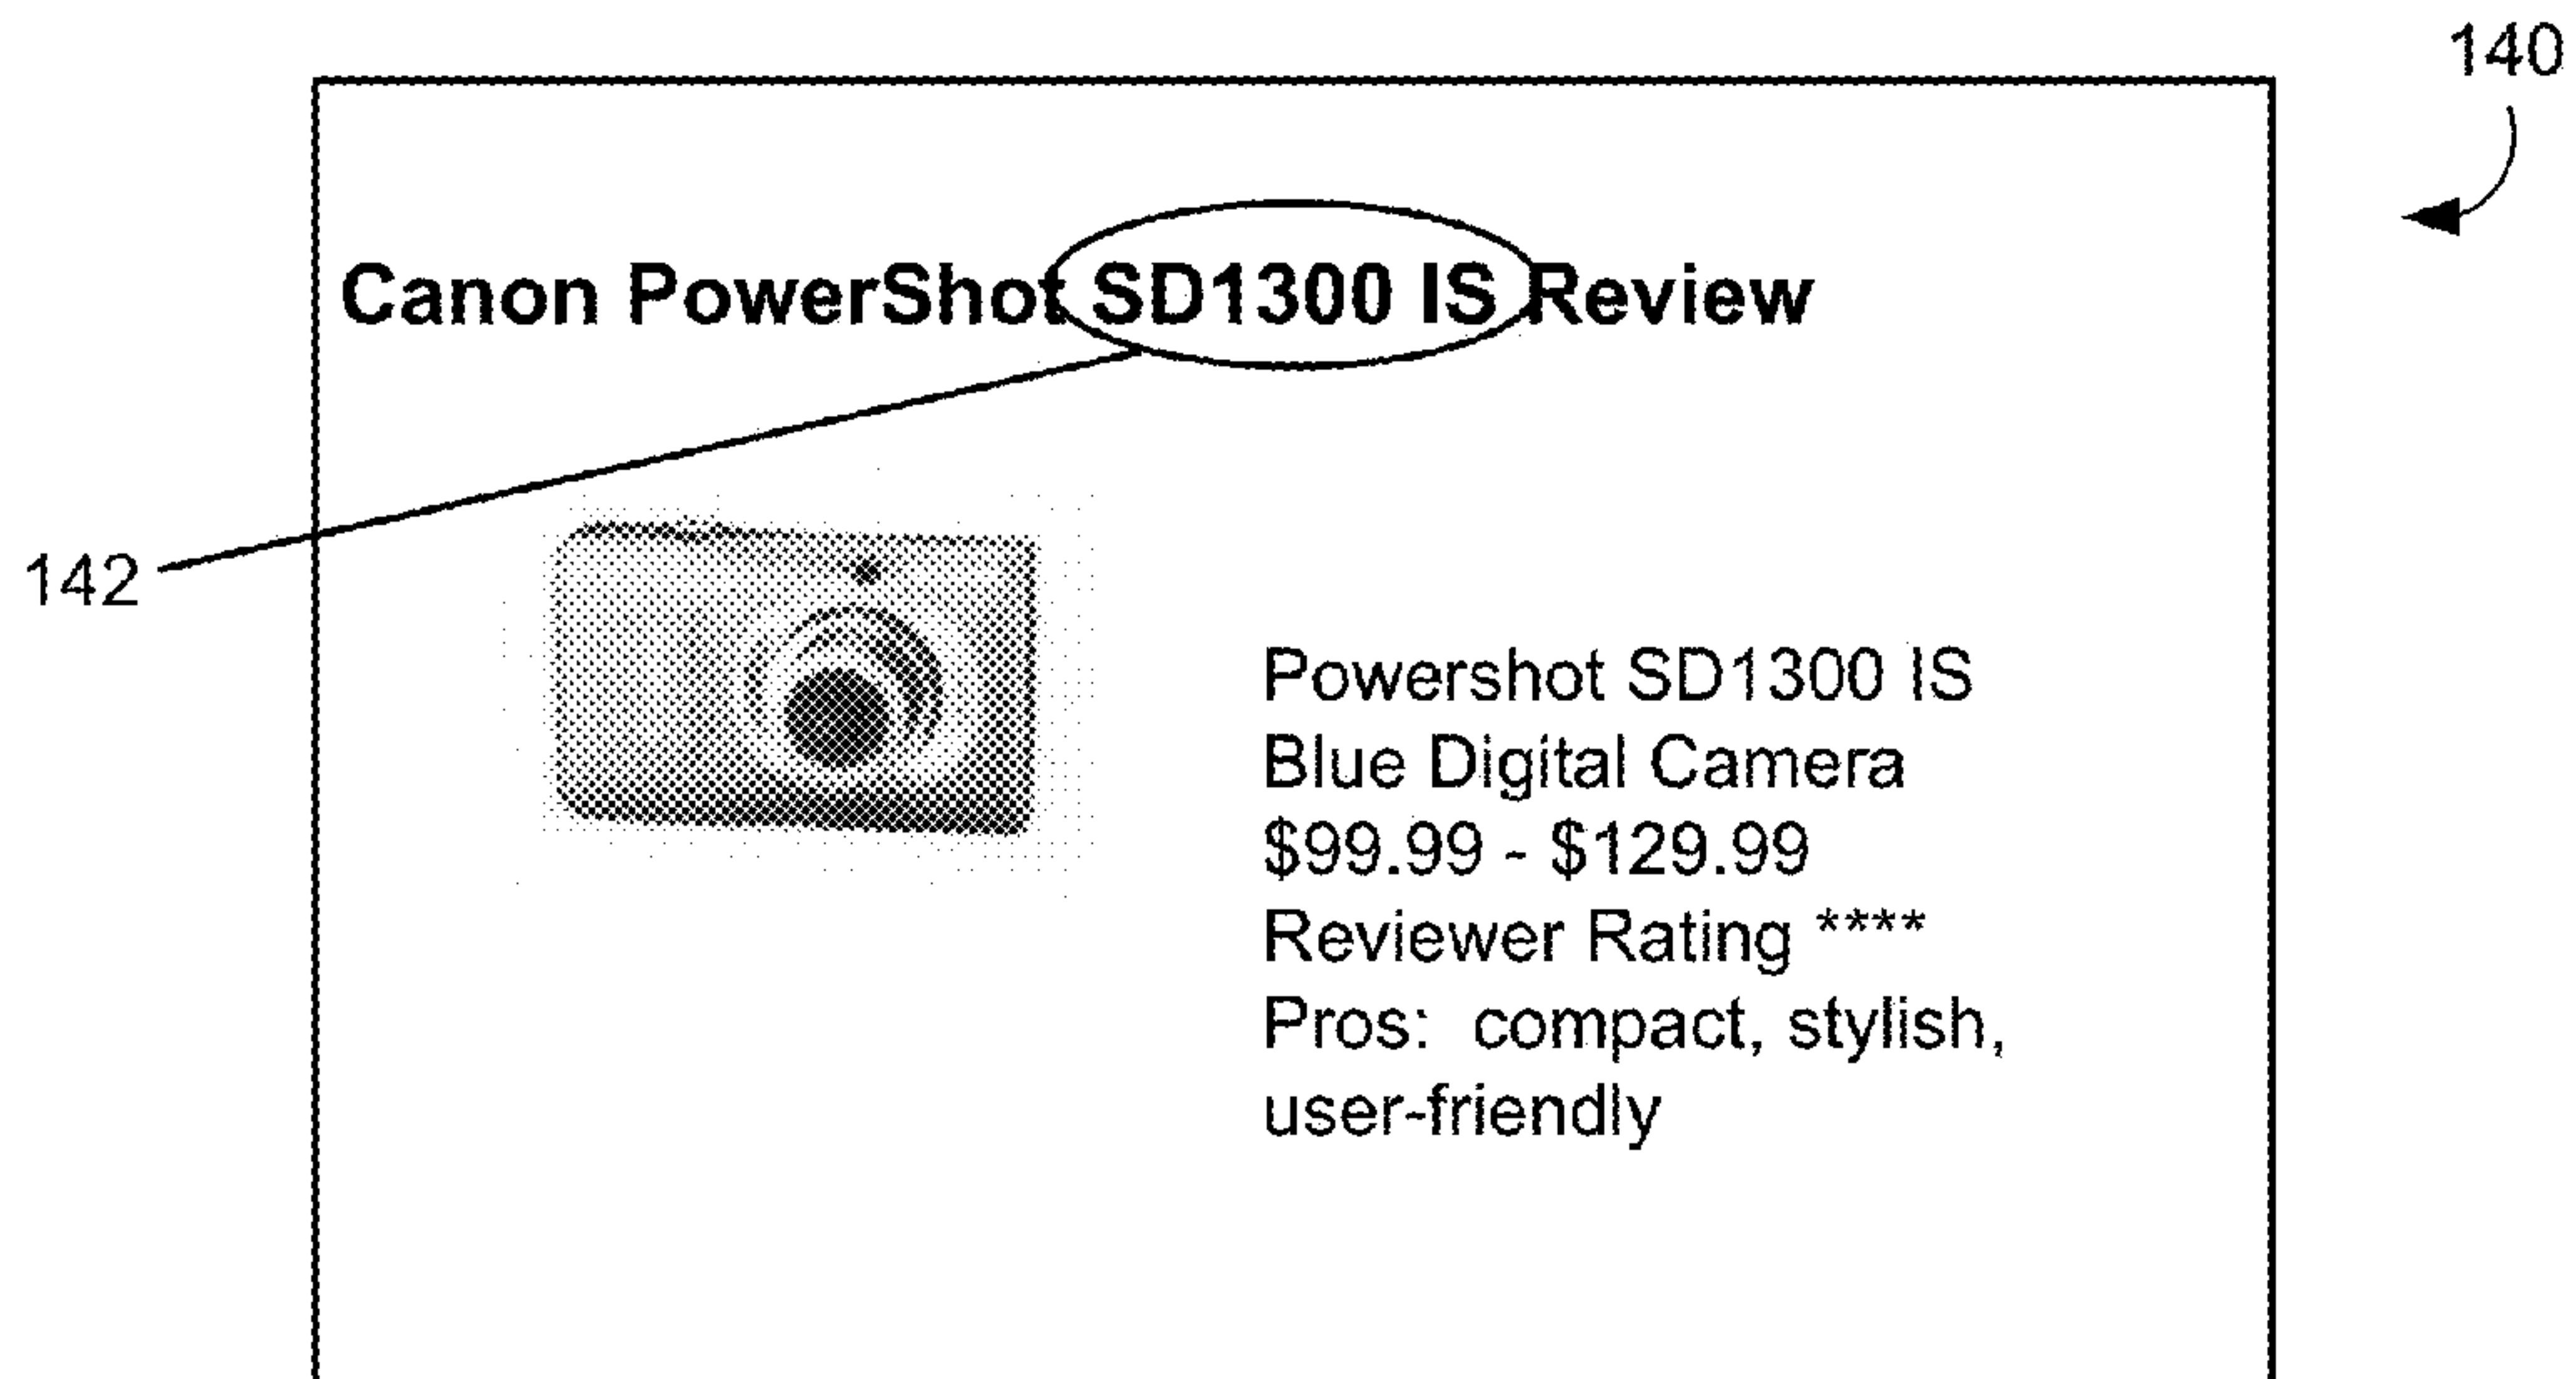 140
Canon PowerShot SD1300 IS Review
142
Powershot SD1300 IS
Blue Digital Camera
$99.99 - $129.99
Reviewer Rating ****
Pros:  compact, stylish,
user-friendly